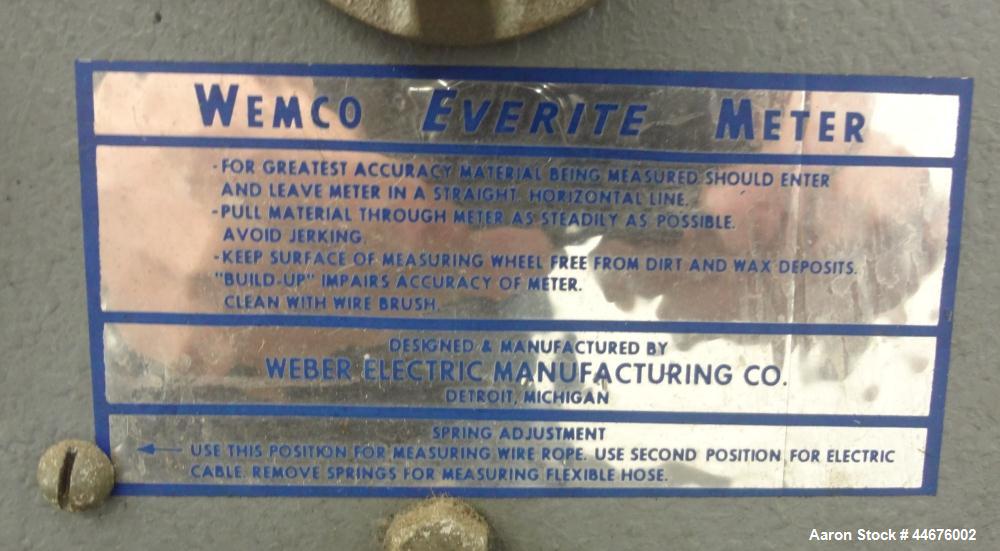 WEMCO EVERITE METER
-FOR GREATEST ACCURACY MATERIAL BEING MEASURED SHOULD ENTER
AND LEAVE METER IN A STRAIGHT, HORIZONTAL LINE.
-PULL MATERIAL THROUGH METER AS STEADILY AS POSSIBLE.
AVOID JERKING.
-KEEP SURFACE OF MEASURING WHEEL FREE FROM DIRT AND WAX DEPOSITS.
"BUILD-UP" IMPAIRS ACCURACY OF METER.
CLEAN WITH WIRE BRUSH.
DESIGNED & MANUFACTURED BY
WEBER ELECTRIC MANUFACTURING CO.
DETROIT, MICHIGAN
SPRING ADJUSTMENT
USE THIS POSITION FOR MEASURING WIRE ROPE. USE SECOND POSITION FOR ELECTRIC
CABLE. REMOVE SPRINGS FOR MEASURING FLEXIBLE HOSE.
Aaron Stock # 44676002